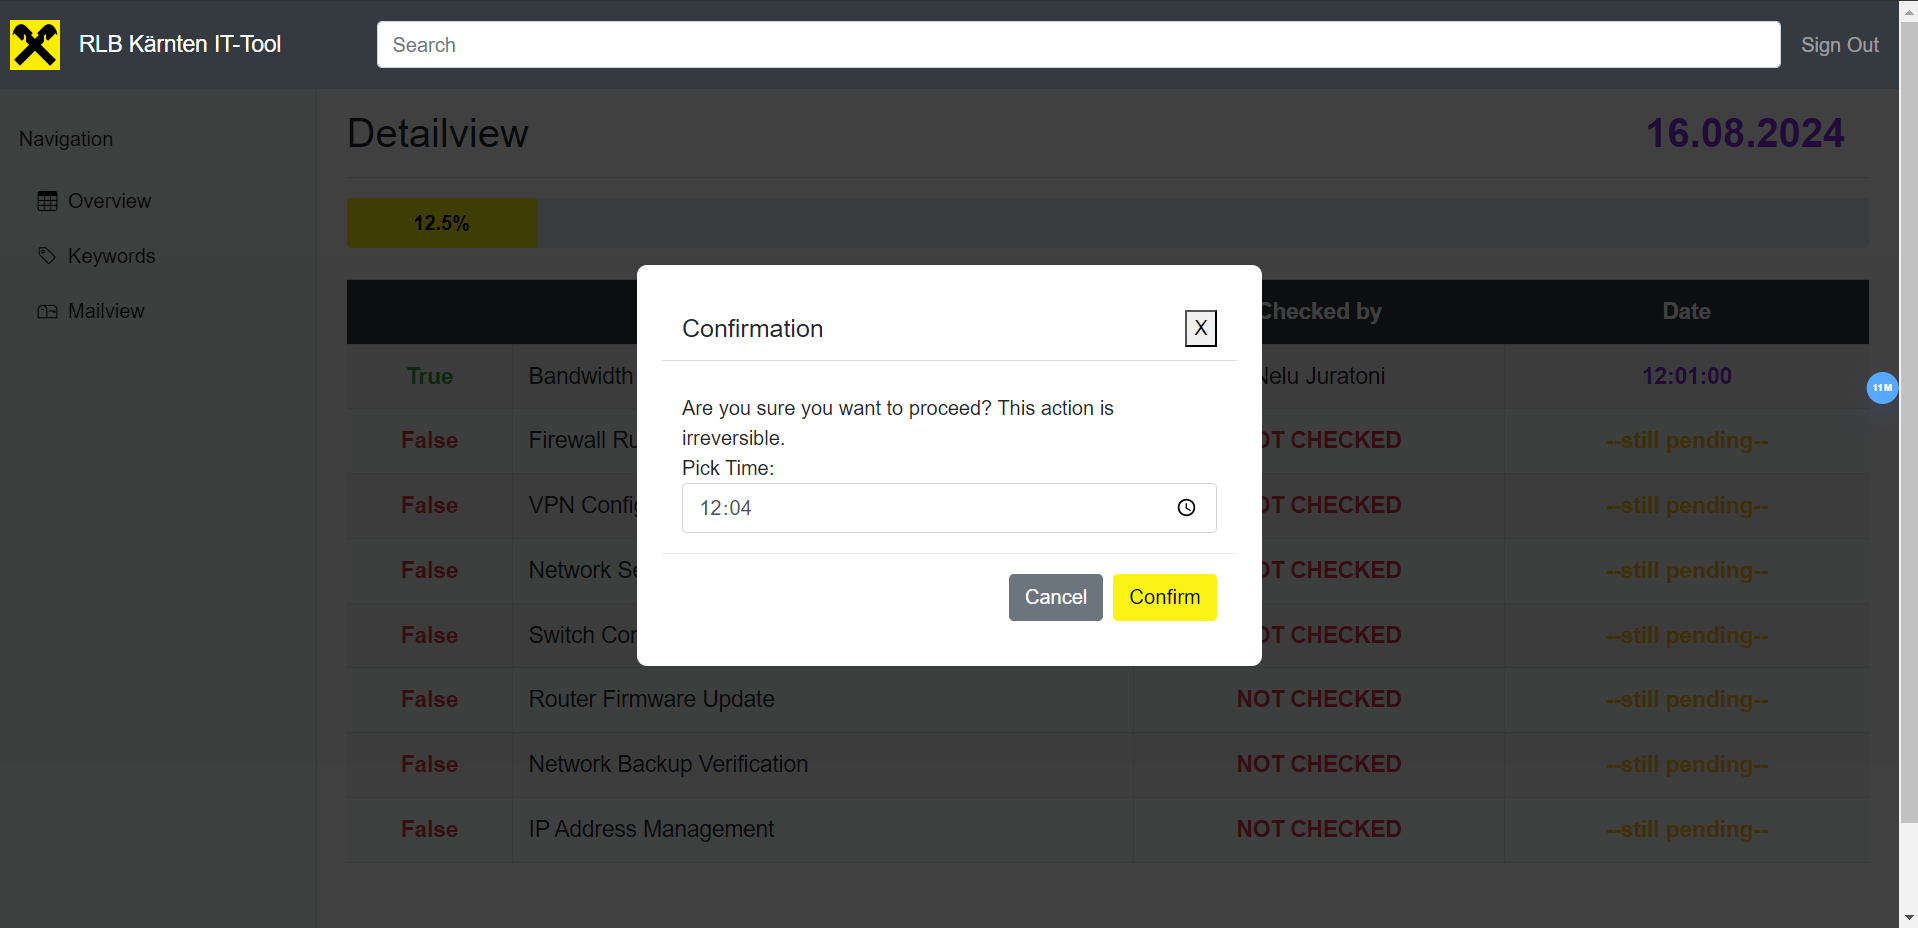 RLB Kärnten IT-Tool
Search
Sign Out
Navigation
Overview
Keywords
Mailview
Detailview
16.08.2024
12.5%
Checked by
Date
True
Bandwidth
Nelu Juratoni
12:01:00
False
Firewall
CHECKED
--still pending--
False
VPN
CHECKED
--still pending--
False
Network
CHECKED
--still pending--
False
Switch
CHECKED
--still pending--
False
Router Firmware Update
NOT CHECKED
--still pending--
False
Network Backup Verification
NOT CHECKED
--still pending--
False
IP Address Management
NOT CHECKED
--still pending--
Confirmation
X
Are you sure you want to proceed? This action is
irreversible.
Pick Time:
12:04
Cancel
Confirm
11M